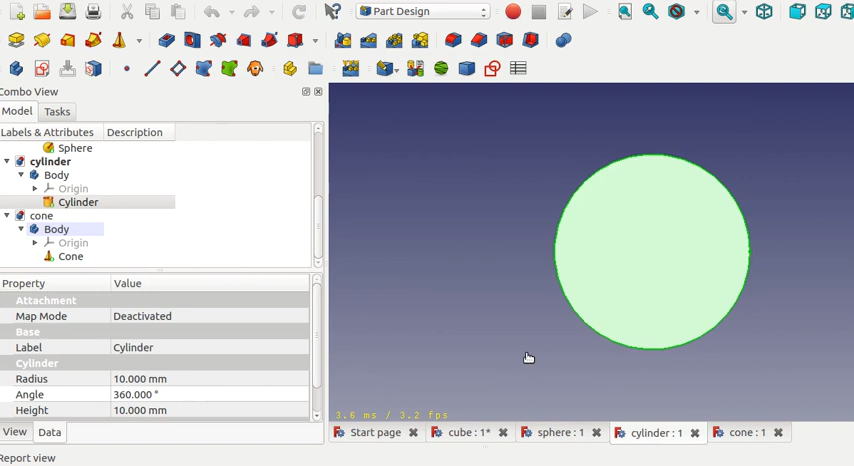 Part Design
Combo View
Model Tasks
Labels & Attributes Description
Sphere
cylinder
Body
Origin
Cylinder
cone
Body
Origin
Cone
Property Value
Attachment
Map Mode Deactivated
Base
Label Cylinder
Cylinder
Radius 10.000 mm
Angle 360.000 °
Height 10.000 mm
View Data
3.6 ms / 3.2 fps
Start page cube : 1* sphere : 1 cylinder : 1 cone : 1
Report view